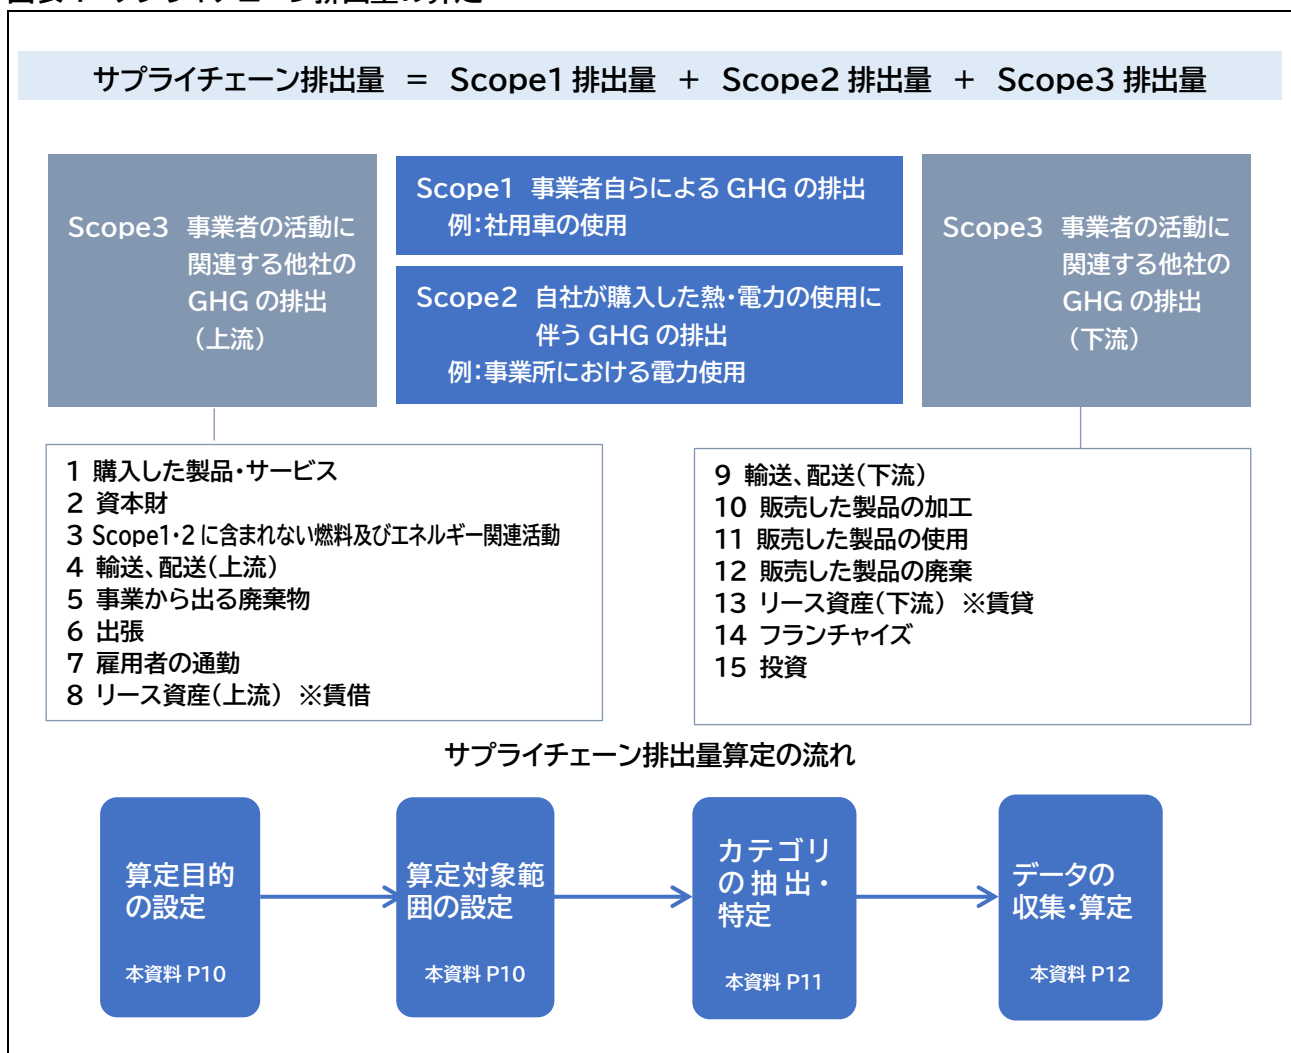 サプライチェーン排出量 ＝ Scope1 排出量 ＋ Scope2 排出量 ＋ Scope3 排出量
Scope3 事業者の活動に
関連する他社の
GHG の排出
（上流）
Scope1 事業者自らによる GHG の排出
例：社用車の使用
Scope2 自社が購入した熱・電力の使用に
伴う GHG の排出
例：事業所における電力使用
Scope3 事業者の活動に
関連する他社の
GHG の排出
（下流）
1 購入した製品・サービス
2 資本財
3 Scope1・2 に含まれない燃料及びエネルギー関連活動
4 輸送、配送（上流）
5 事業から出る廃棄物
6 出張
7 雇用者の通勤
8 リース資産（上流） ※賃借
9 輸送、配送（下流）
10 販売した製品の加工
11 販売した製品の使用
12 販売した製品の廃棄
13 リース資産（下流） ※賃貸
14 フランチャイズ
15 投資
サプライチェーン排出量算定の流れ
算定目的
の設定
本資料 P10
算定対象範
囲の設定
本資料 P10
カテゴリ
の抽出・
特定
本資料 P11
データの
収集・算定
本資料 P12